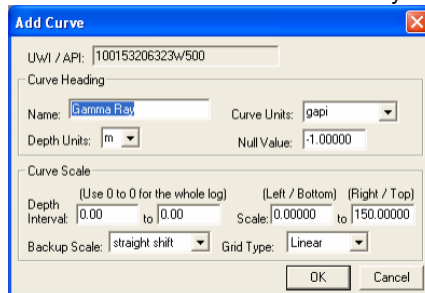 Add Curve
UWI / API: 100153206323W500
Curve Heading
Name: Gamma Ray Curve Units: gapi
Depth Units: m Null Value: -1.00000
Curve Scale
(Use 0 to 0 for the whole log) (Left / Bottom) (Right / Top)
Depth Interval: 0.00 to 0.00 Scale: 0.00000 to 150.00000
Backup Scale: straight shift Grid Type: Linear
OK Cancel